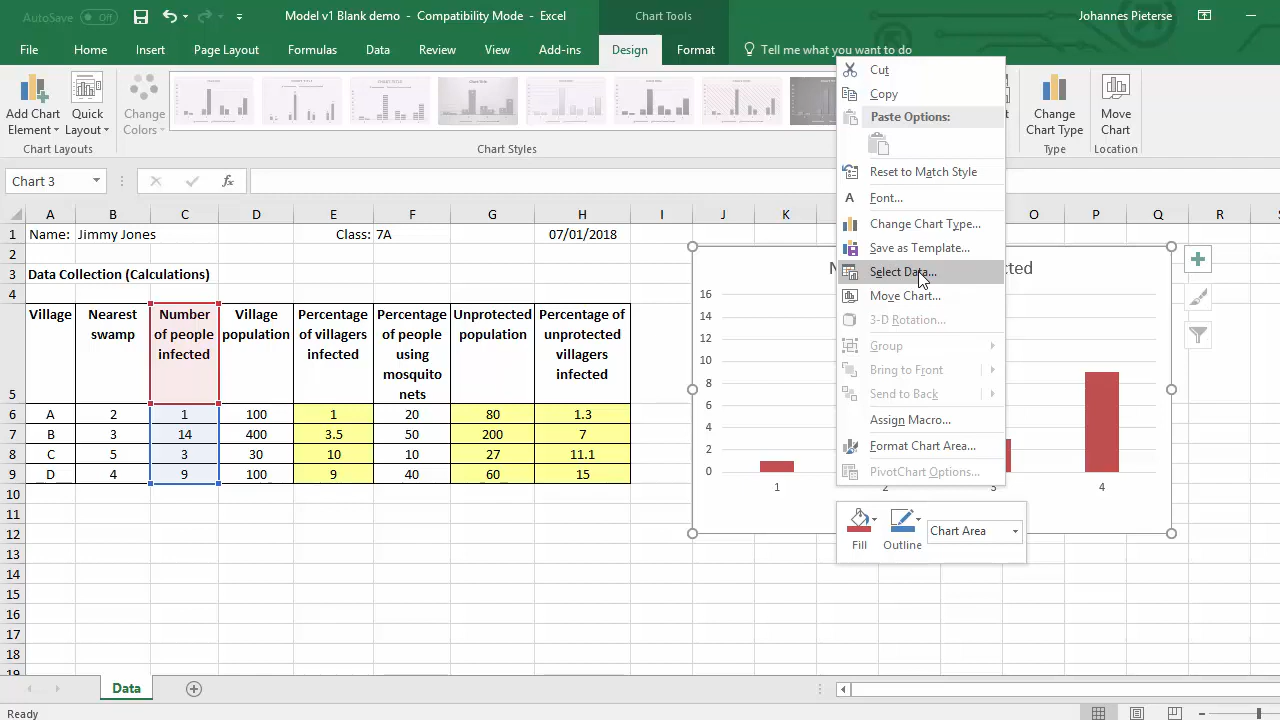 AutoSave Off
Model v1 Blank demo - Compatibility Mode - Excel
Chart Tools
Johannes Pieterse
File Home Insert Page Layout Formulas Data Review View Add-ins Design Format Tell me what you want to do
Add Chart Element
Quick Layout
Change Colors
Change Chart Type
Move Chart
Chart Layouts
Chart Styles
Type
Location
Chart 3
fx
A B C D E F G H I J K O P Q R
1 Name: Jimmy Jones Class: 7A 07/01/2018
2
3 Data Collection (Calculations)
4
5 Village
Nearest swamp
Number of people infected
Village population
Percentage of villagers infected
Percentage of people using mosquito nets
Unprotected population
Percentage of unprotected villagers infected
6 A 2 1 100 1 20 80 1.3
7 B 3 14 400 3.5 50 200 7
8 C 5 3 30 10 10 27 11.1
9 D 4 9 100 9 40 60 15
10
11
12
13
14
15
16
17
18
19
Cut
Copy
Paste Options:
Reset to Match Style
Font...
Change Chart Type...
Save as Template...
Select Data...
Move Chart...
3-D Rotation...
Group
Bring to Front
Send to Back
Assign Macro...
Format Chart Area...
PivotChart Options...
Fill
Outline
Chart Area
16
14
12
10
8
6
4
2
0
1 2 3 4
Data
Ready